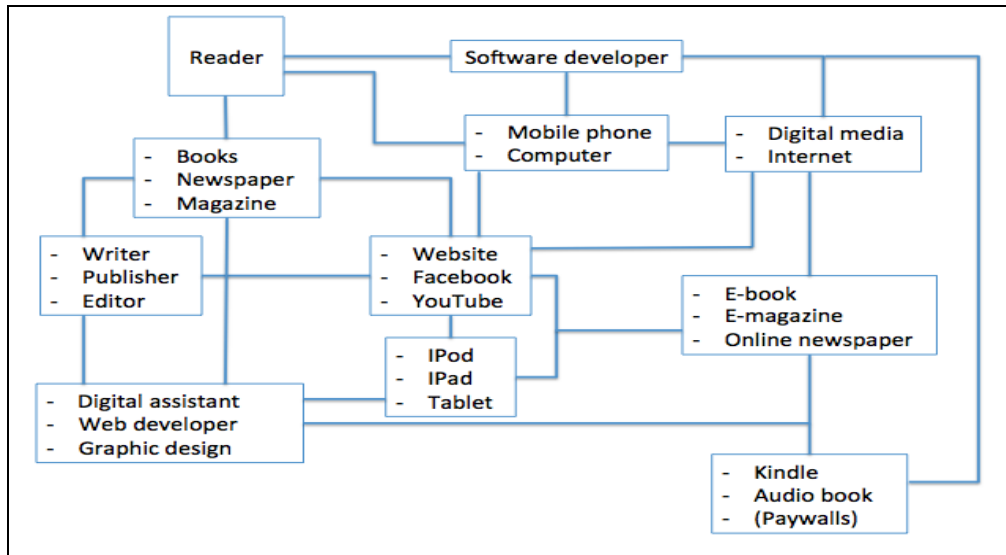 Reader
Software developer
- Mobile phone
- Computer
- Digital media
- Internet
- Books
- Newspaper
- Magazine
- Writer
- Publisher
- Editor
- Website
- Facebook
- YouTube
- E-book
- E-magazine
- Online newspaper
- IPod
- IPad
- Tablet
- Digital assistant
- Web developer
- Graphic design
- Kindle
- Audio book
- (Paywalls)